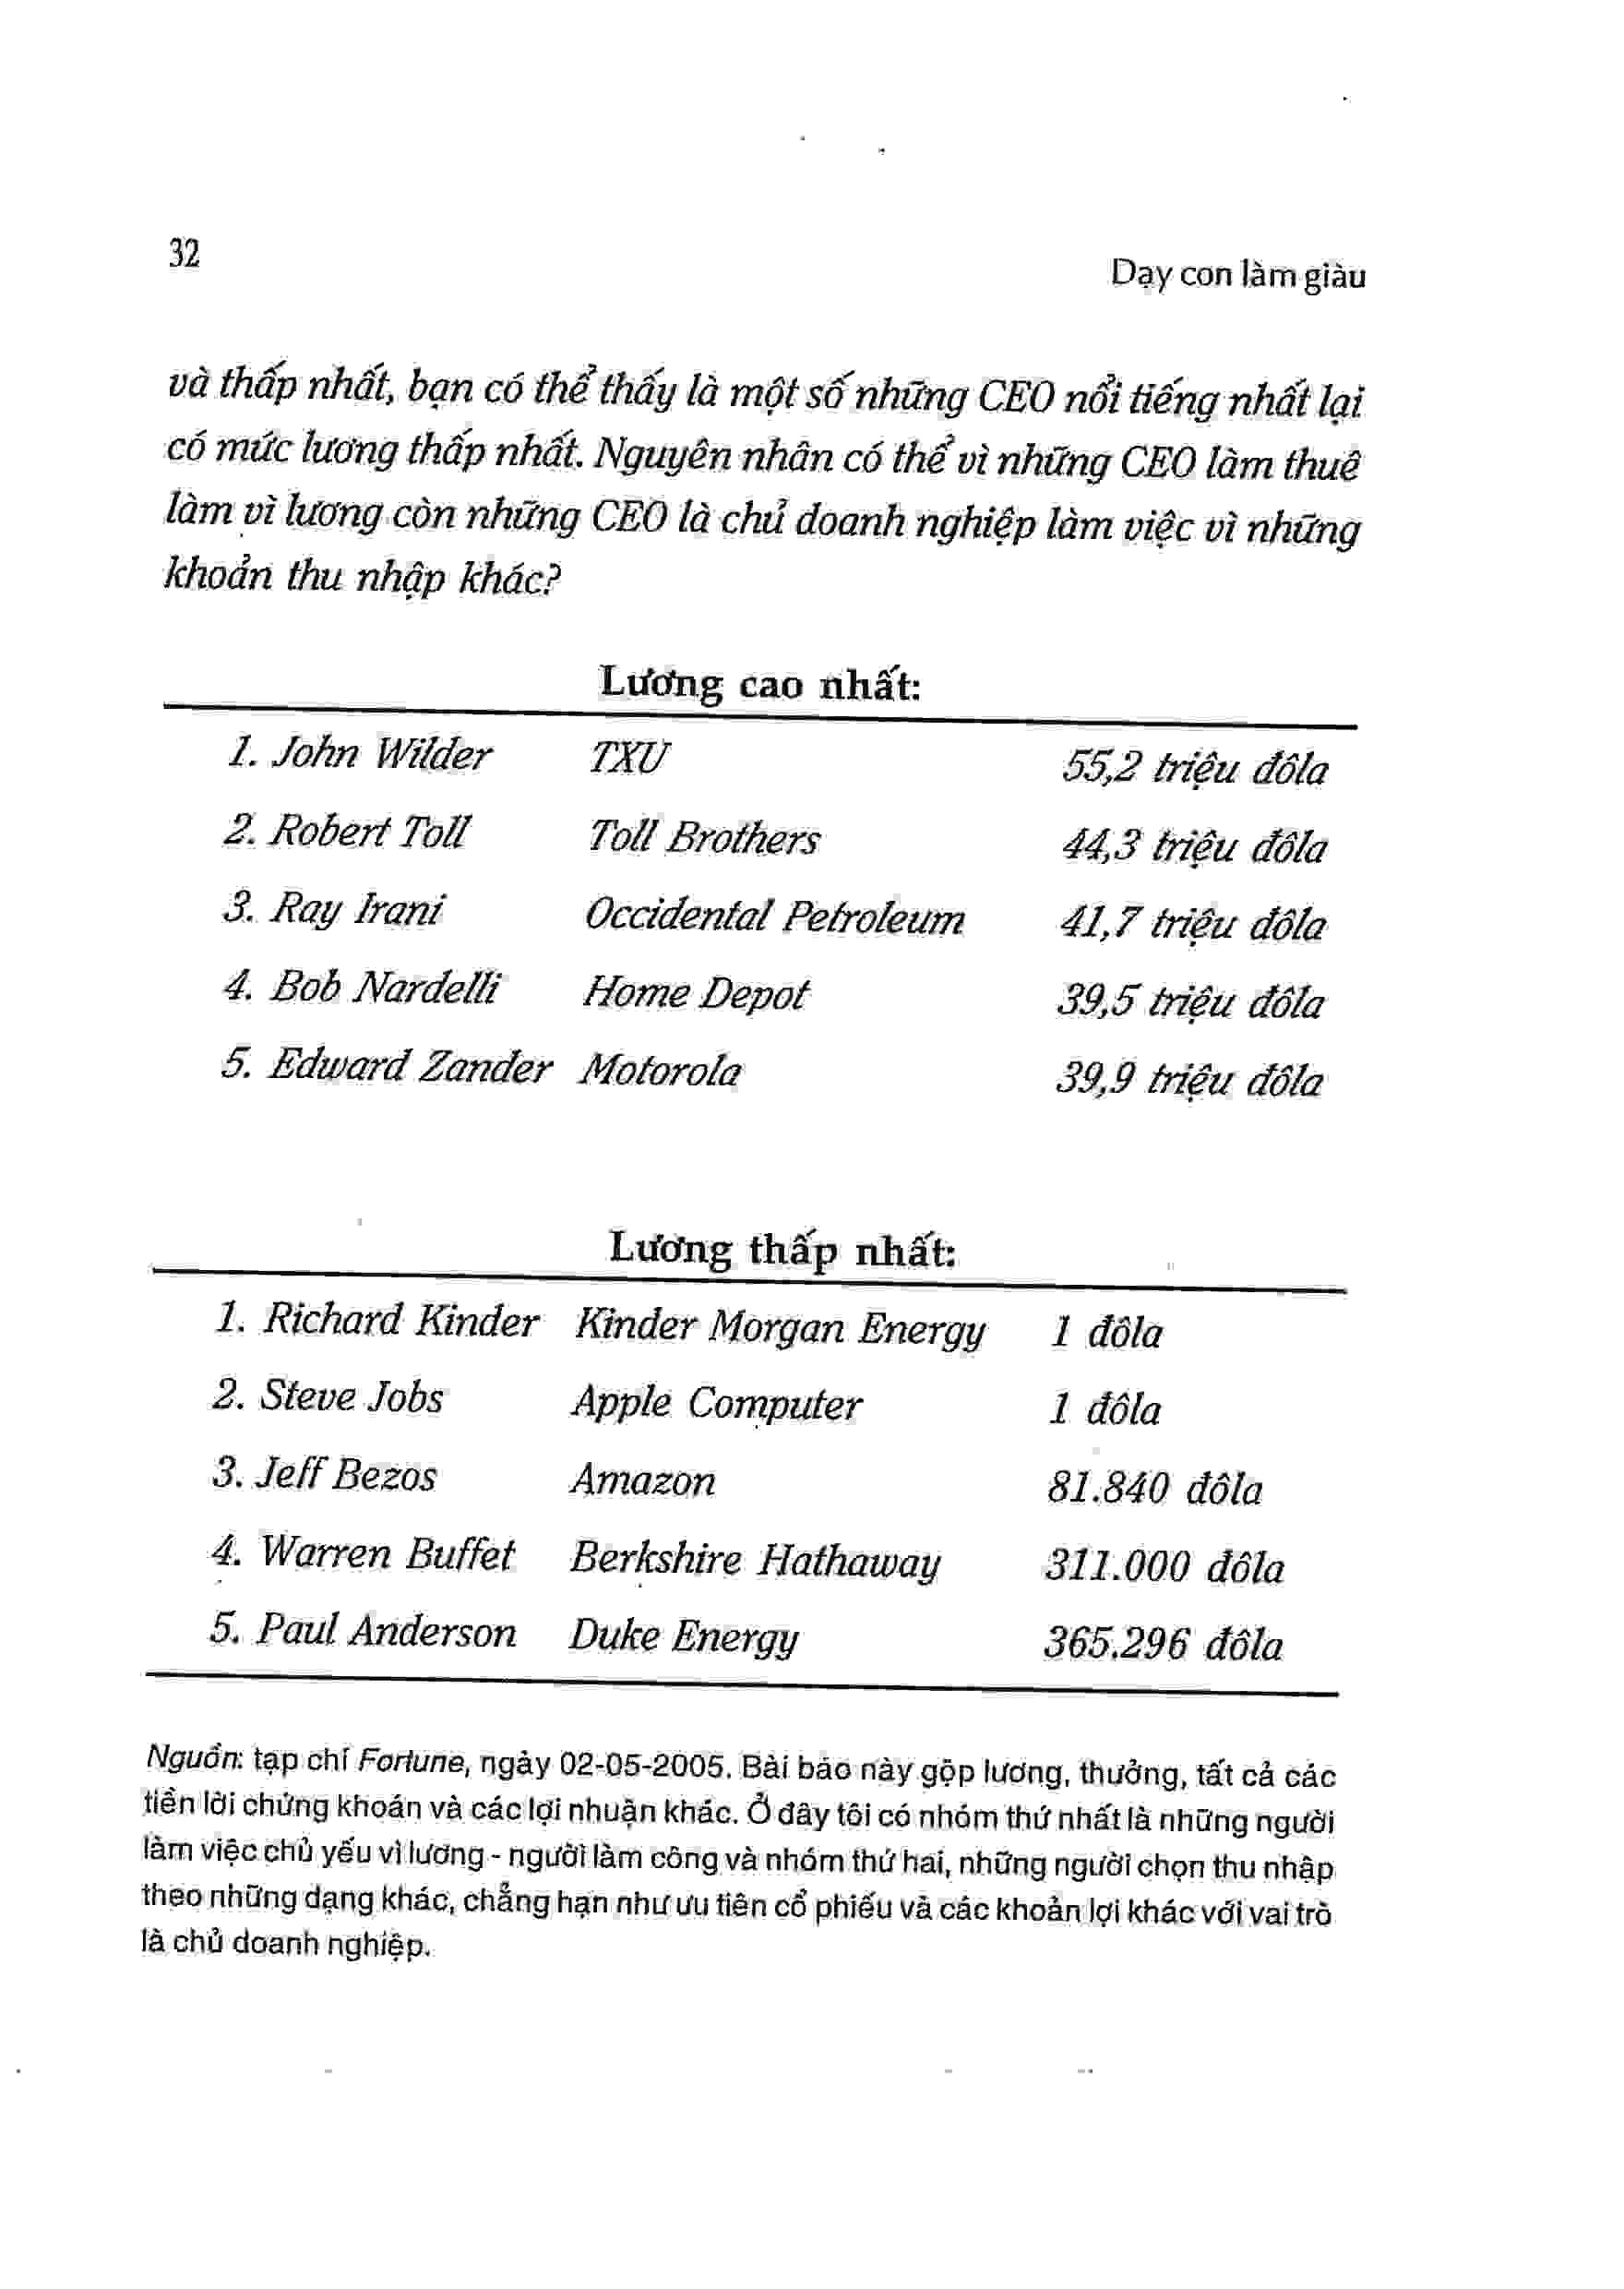 32
Dạy con làm giàu
và thấp nhất, bạn có thể thấy là một số những CEO nổi tiếng nhất lại
có mức lương thấp nhất. Nguyên nhân có thể vì những CEO làm thuê
làm vì lương còn những CEO là chủ doanh nghiệp làm việc vì những
khoản thu nhập khác?
Lương cao nhất:
1. John Wilder TXU 55,2 triệu đôla
2. Robert Toll Toll Brothers 44,3 triệu đôla
3. Ray Irani Occidental Petroleum 41,7 triệu đôla
4. Bob Nardelli Home Depot 39,5 triệu đôla
5. Edward Zander Motorola 39,9 triệu đôla
Lương thấp nhất:
1. Richard Kinder Kinder Morgan Energy 1 đôla
2. Steve Jobs Apple Computer 1 đôla
3. Jeff Bezos Amazon 81.840 đôla
4. Warren Buffet Berkshire Hathaway 311.000 đôla
5. Paul Anderson Duke Energy 365.296 đôla
Nguồn: tạp chí Fortune, ngày 02-05-2005. Bài báo này gộp lương, thưởng, tất cả các
tiền lời chứng khoán và các lợi nhuận khác. Ở đây tôi có nhóm thứ nhất là những người
làm việc chủ yếu vì lương - người làm công và nhóm thứ hai, những người chọn thu nhập
theo những dạng khác, chẳng hạn như ưu tiên cổ phiếu và các khoản lợi khác với vai trò
là chủ doanh nghiệp.